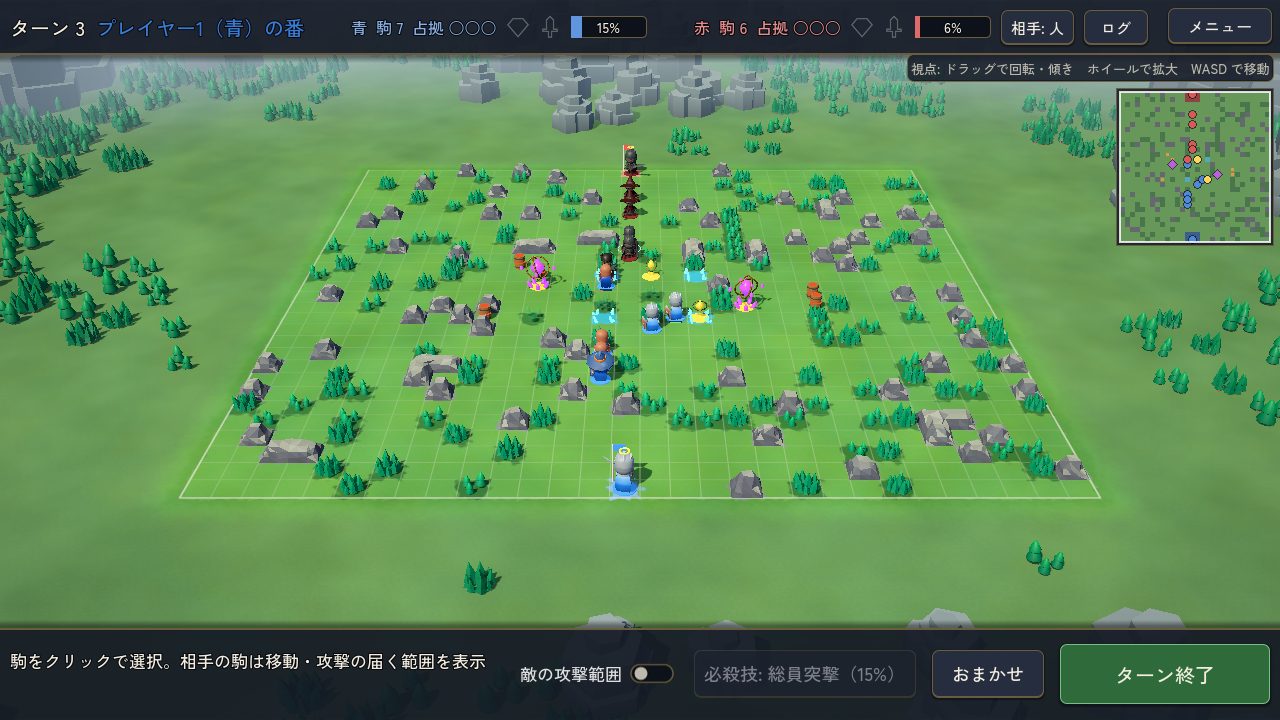 ターン 3 プレイヤー1（青）の番 青 駒 7 占拠 〇〇〇 15% 赤 駒 6 占拠 〇〇〇 6% 相手: 人 ログ メニュー
視点: ドラッグで回転・傾き ホイールで拡大 WASD で移動
駒をクリックで選択。相手の駒は移動・攻撃の届く範囲を表示
敵の攻撃範囲 必殺技: 総員突撃（15%） おまかせ ターン終了